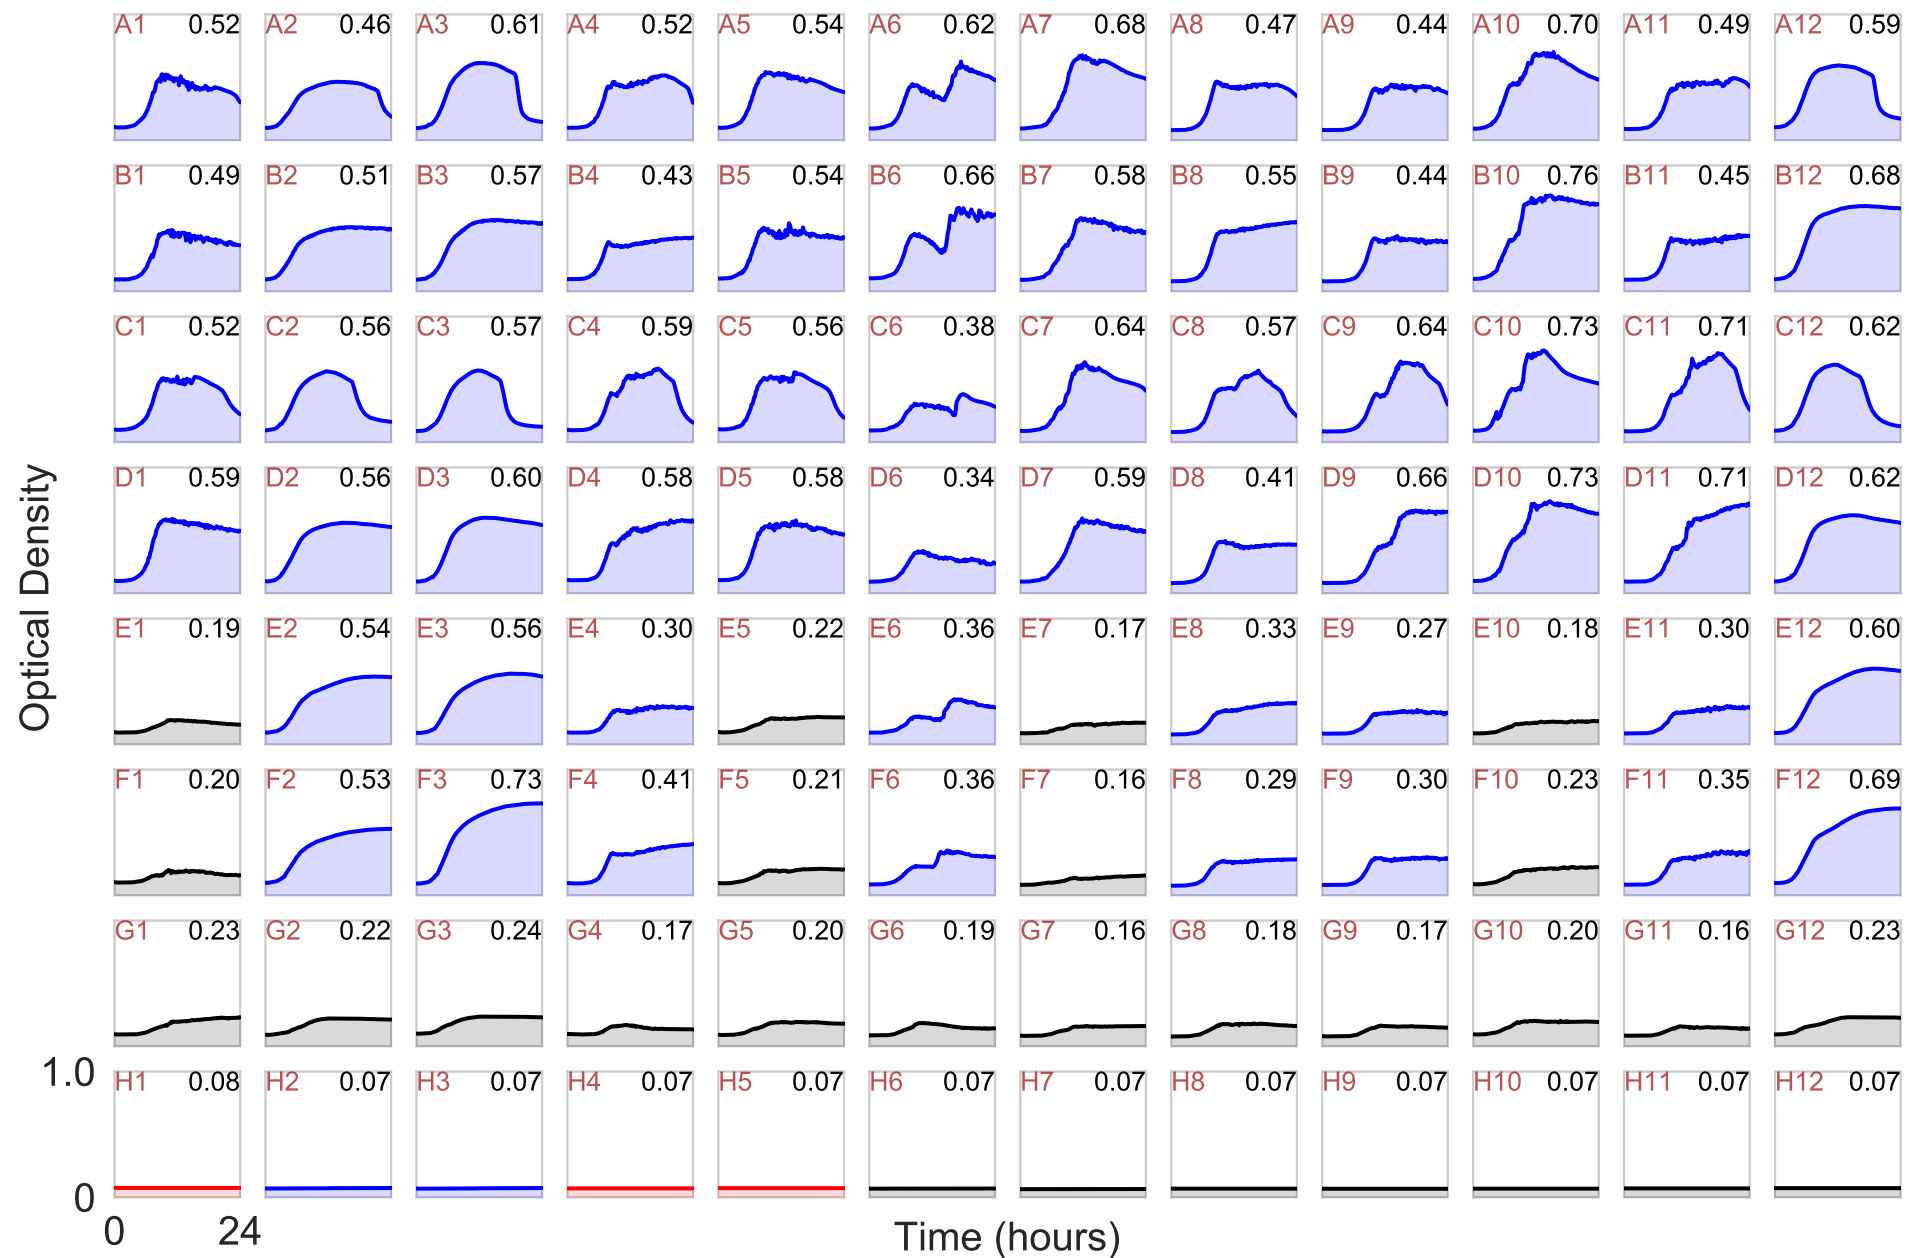 A1 0.52 A2 0.46 A3 0.61 A4 0.52 A5 0.54 A6 0.62 A7 0.68 A8 0.47 A9 0.44 A10 0.70 A11 0.49 A12 0.59
B1 0.49 B2 0.51 B3 0.57 B4 0.43 B5 0.54 B6 0.66 B7 0.58 B8 0.55 B9 0.44 B10 0.76 B11 0.45 B12 0.68
C1 0.52 C2 0.56 C3 0.57 C4 0.59 C5 0.56 C6 0.38 C7 0.64 C8 0.57 C9 0.64 C10 0.73 C11 0.71 C12 0.62
D1 0.59 D2 0.56 D3 0.60 D4 0.58 D5 0.58 D6 0.34 D7 0.59 D8 0.41 D9 0.66 D10 0.73 D11 0.71 D12 0.62
E1 0.19 E2 0.54 E3 0.56 E4 0.30 E5 0.22 E6 0.36 E7 0.17 E8 0.33 E9 0.27 E10 0.18 E11 0.30 E12 0.60
F1 0.20 F2 0.53 F3 0.73 F4 0.41 F5 0.21 F6 0.36 F7 0.16 F8 0.29 F9 0.30 F10 0.23 F11 0.35 F12 0.69
G1 0.23 G2 0.22 G3 0.24 G4 0.17 G5 0.20 G6 0.19 G7 0.16 G8 0.18 G9 0.17 G10 0.20 G11 0.16 G12 0.23
H1 0.08 H2 0.07 H3 0.07 H4 0.07 H5 0.07 H6 0.07 H7 0.07 H8 0.07 H9 0.07 H10 0.07 H11 0.07 H12 0.07
Optical Density
1.0
0
0 24
Time (hours)